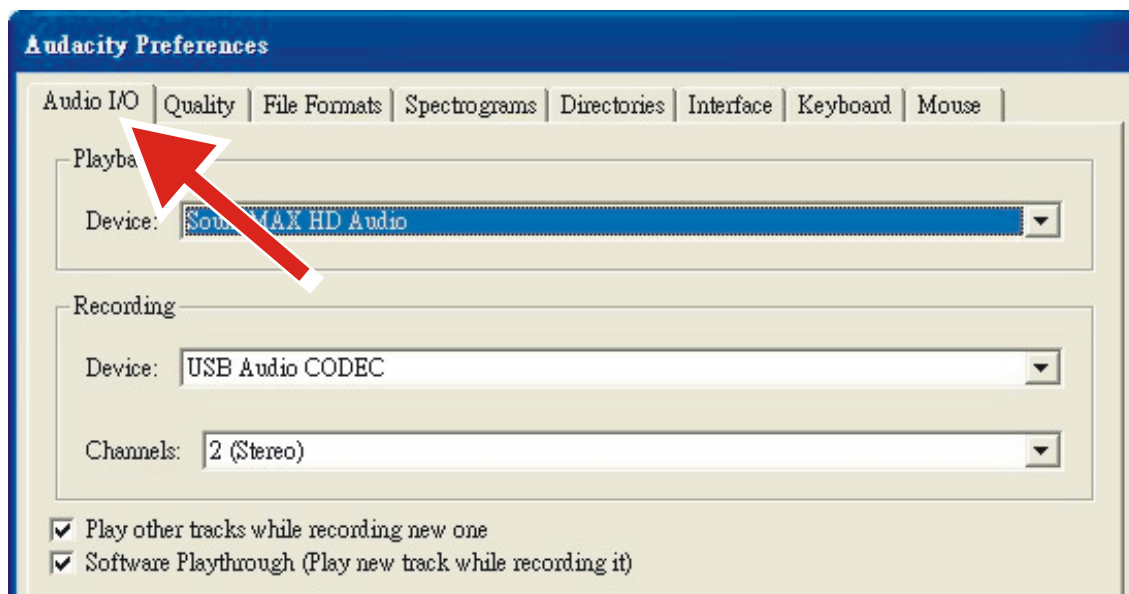 Audacity Preferences
Audio I/O Quality File Formats Spectrograms Directories Interface Keyboard Mouse
Device: MAX HD Audio
Recording
Device: USB Audio CODEC
Channels: 2 (Stereo)
Play other tracks while recording new one
Software Playthrough (Play new track while recording it)